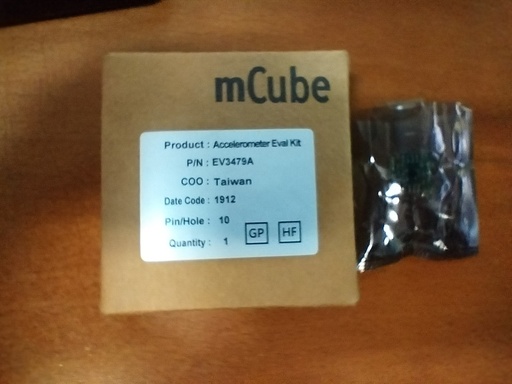 mCube
Product : Accelerometer Eval Kit
P/N : EV3479A
COO : Taiwan
Date Code : 1912
Pin/Hole : 10
Quantity : 1 GP HF